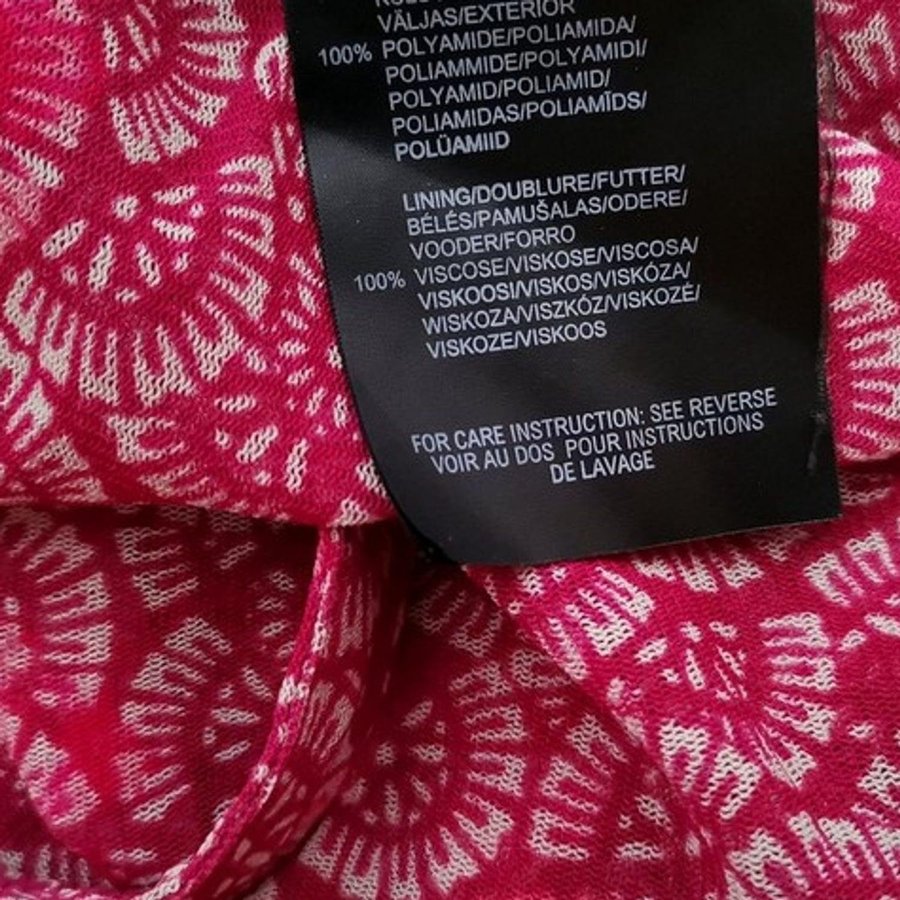 VÄLJAS/EXTERIOR
100% POLYAMIDE/POLIAMIDA/
POLIAMMIDE/POLYAMIDI/
POLYAMID/POLIAMID/
POLIAMIDAS/POLIAMĪDS/
POLÜAMIID
LINING/DOUBLURE/FUTTER/
BÉLÉS/PAMUŠALAS/ODERE/
VOODER/FORRO
100% VISCOSE/VISKOSE/VISCOSA/
VISKOOSI/VISKOS/VISKÓZA/
WISKOZA/VISZKÓZ/VISKOZĖ/
VISKOZE/VISKOOS
FOR CARE INSTRUCTION: SEE REVERSE
VOIR AU DOS POUR INSTRUCTIONS
DE LAVAGE